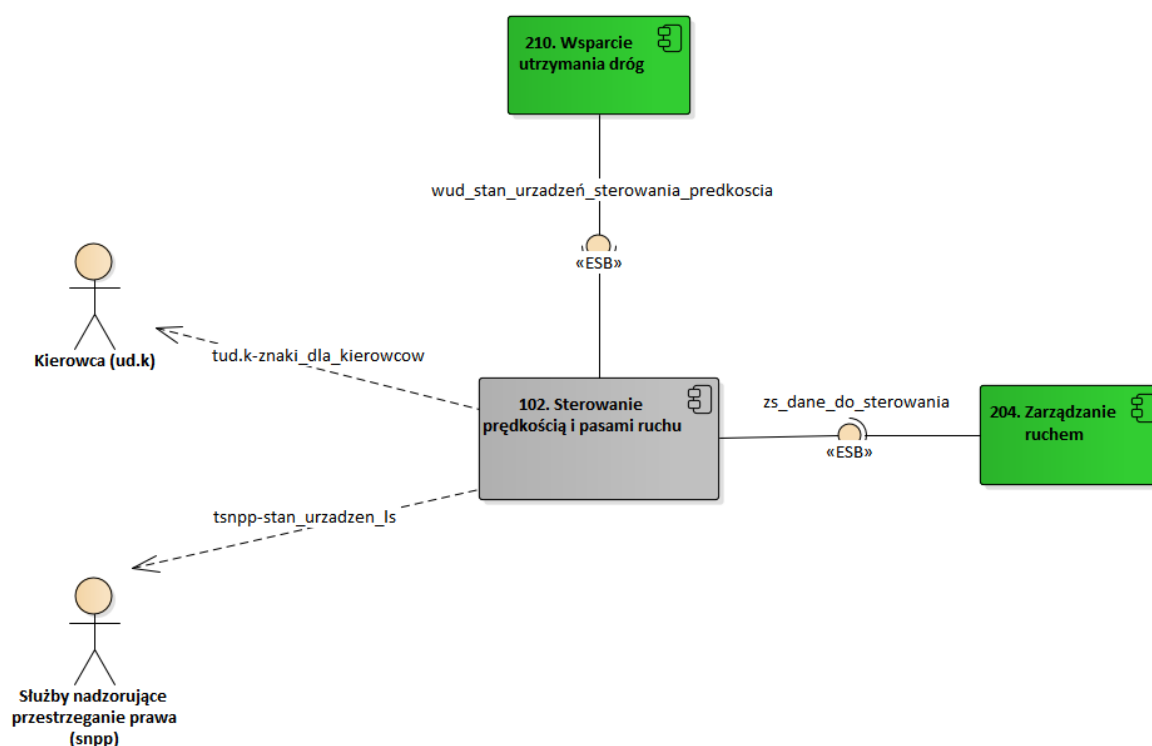 210. Wsparcie
utrzymania dróg
wud_stan_urzadzeń_sterowania_predkoscia
«ESB»
Kierowca (ud.k)
tud.k-znaki_dla_kierowcow
102. Sterowanie
prędkością i pasami ruchu
zs_dane_do_sterowania
«ESB»
204. Zarządzanie
ruchem
tsnpp-stan_urzadzen_ls
Służby nadzorujące
przestrzeganie prawa
(snpp)